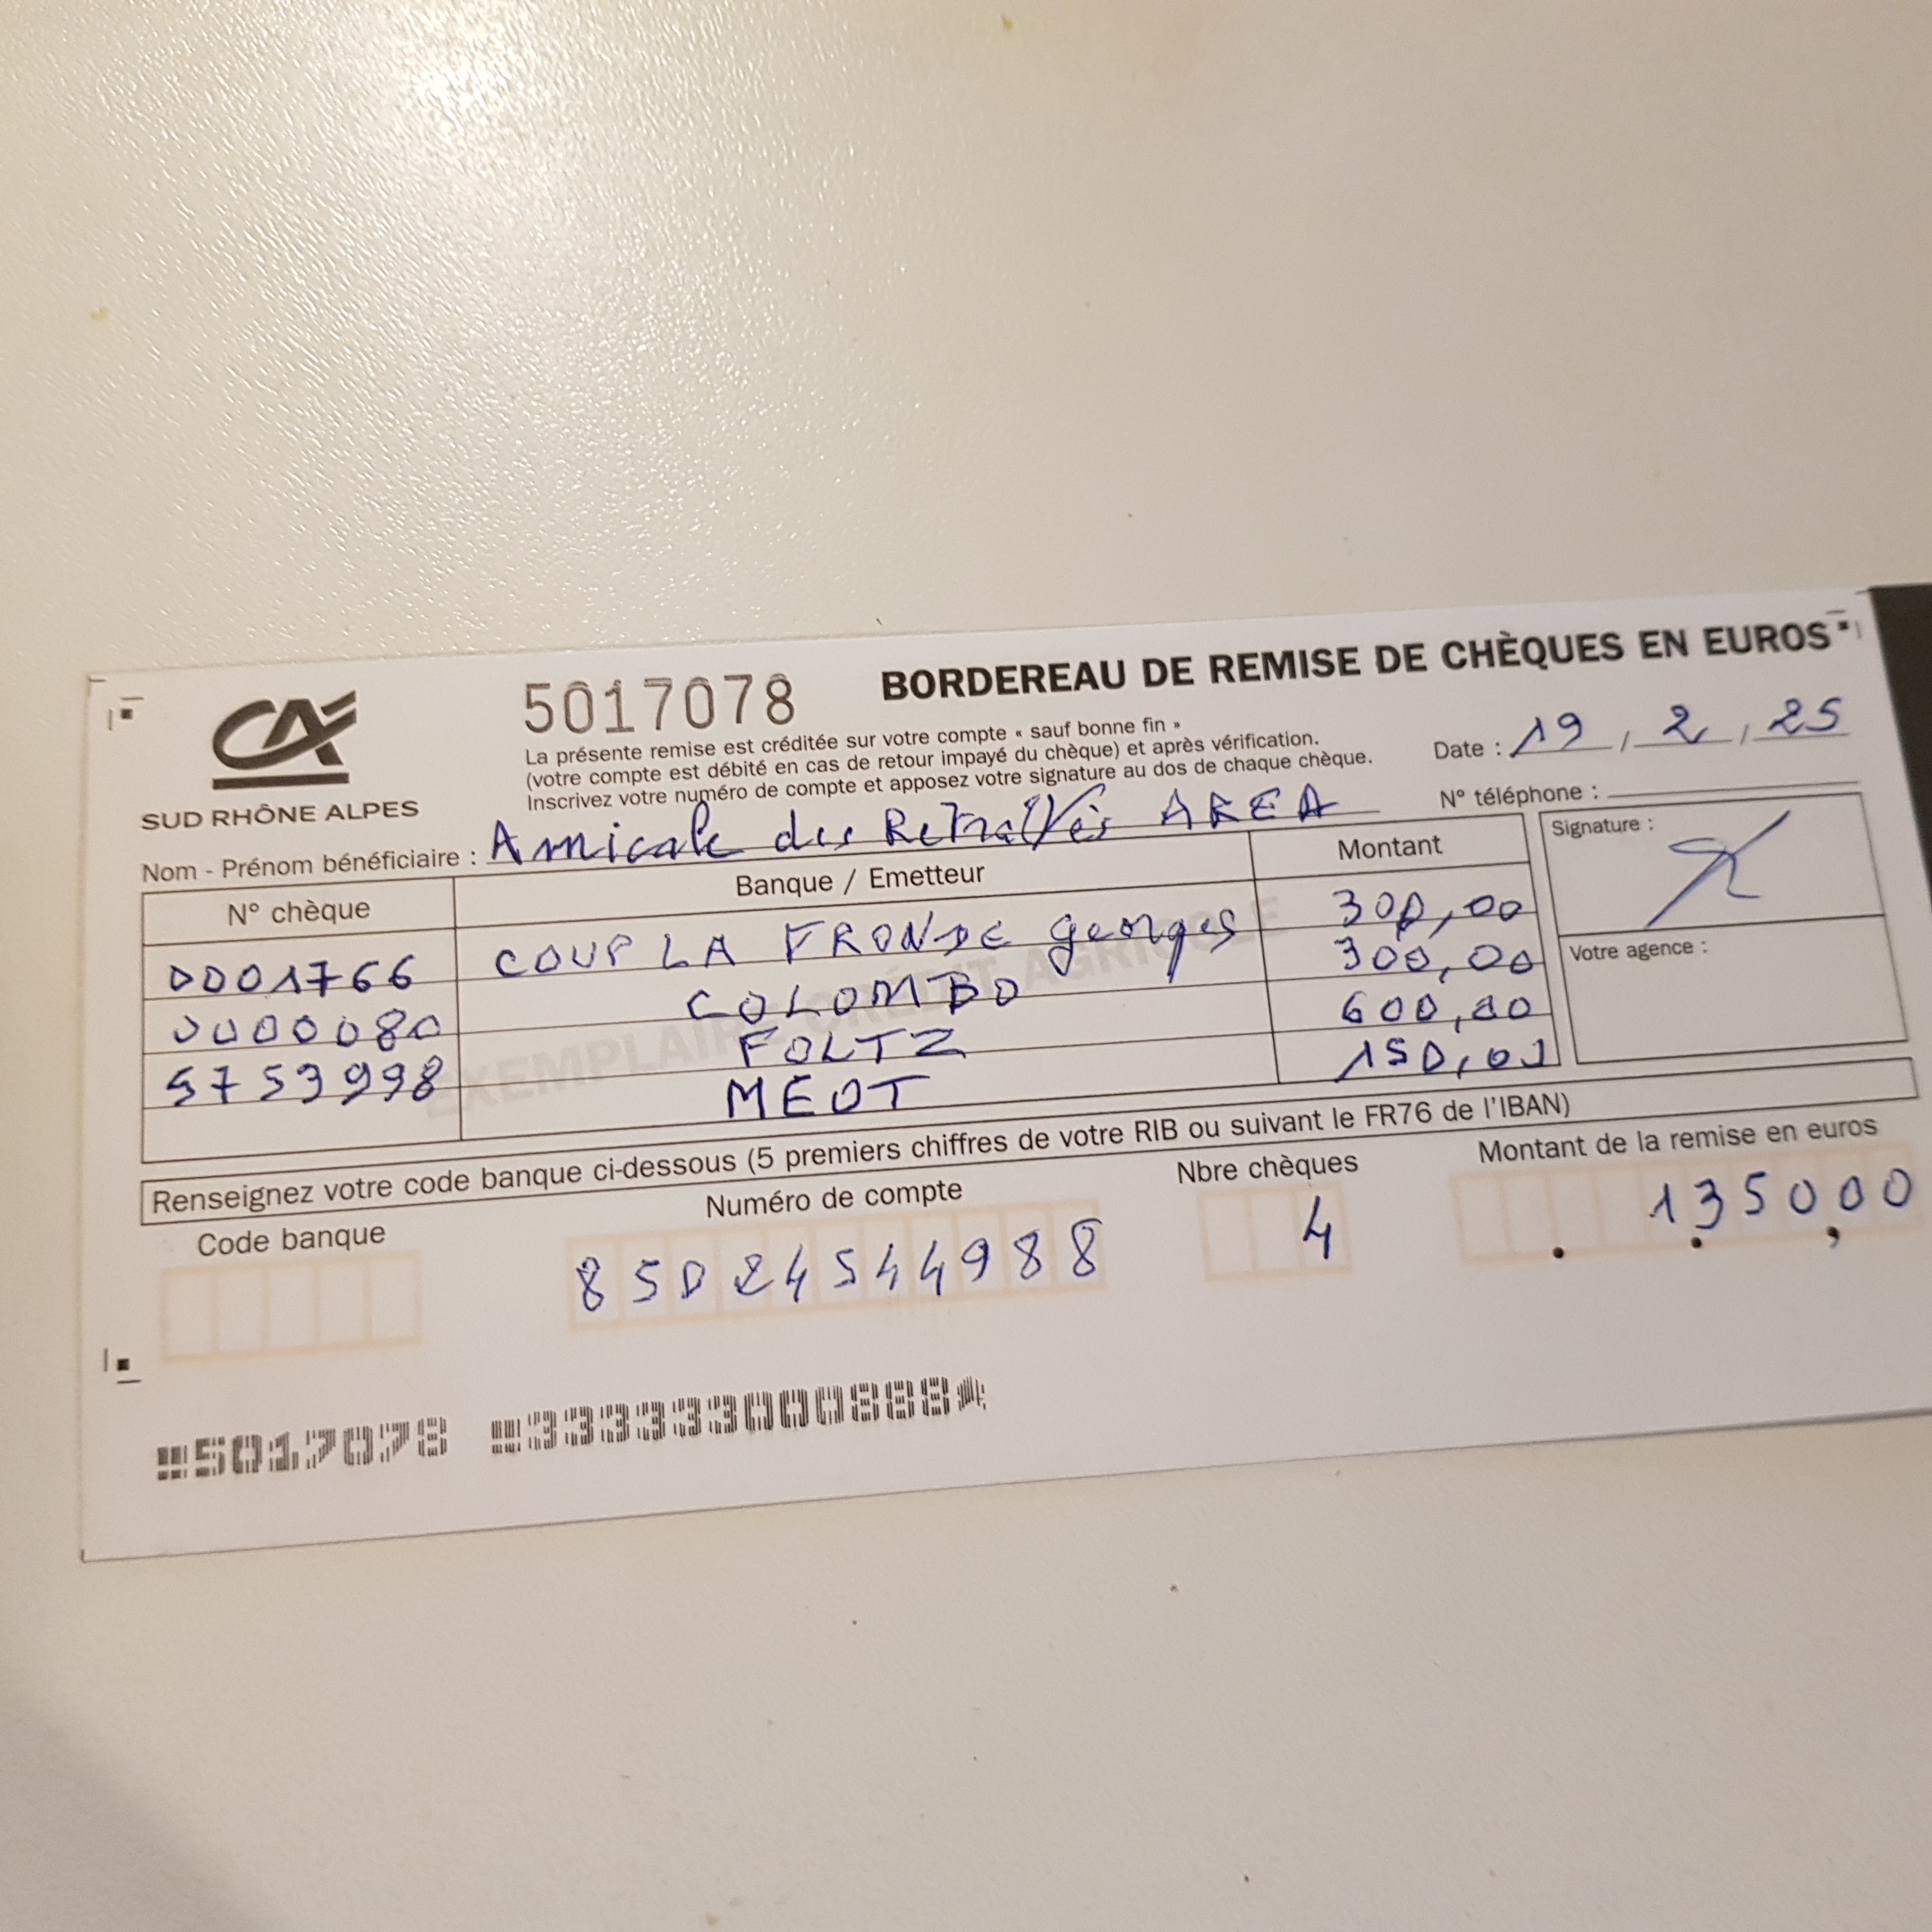 CA
SUD RHÔNE ALPES
5017078
BORDEREAU DE REMISE DE CHÈQUES EN EUROS
La présente remise est créditée sur votre compte « sauf bonne fin »
(votre compte est débité en cas de retour impayé du chèque) et après vérification.
Inscrivez votre numéro de compte et apposez votre signature au dos de chaque chèque.
Date : 19 / 2 / 25
N° téléphone :
Nom - Prénom bénéficiaire : Amicale des Retraités AREA
N° chèque Banque / Emetteur Montant
0001766 COUP LA FRONDE Georges 300,00
0000080 COLOMBO 300,00
5753998 FOLTZ 600,00
MEOT 150,00
EXEMPLAIRE CRÉDIT AGRICOLE
Signature :
Votre agence :
Renseignez votre code banque ci-dessous (5 premiers chiffres de votre RIB ou suivant le FR76 de l'IBAN)
Code banque Numéro de compte Nbre chèques Montant de la remise en euros
85024544988 4 1.350,00
5017078 333333000888